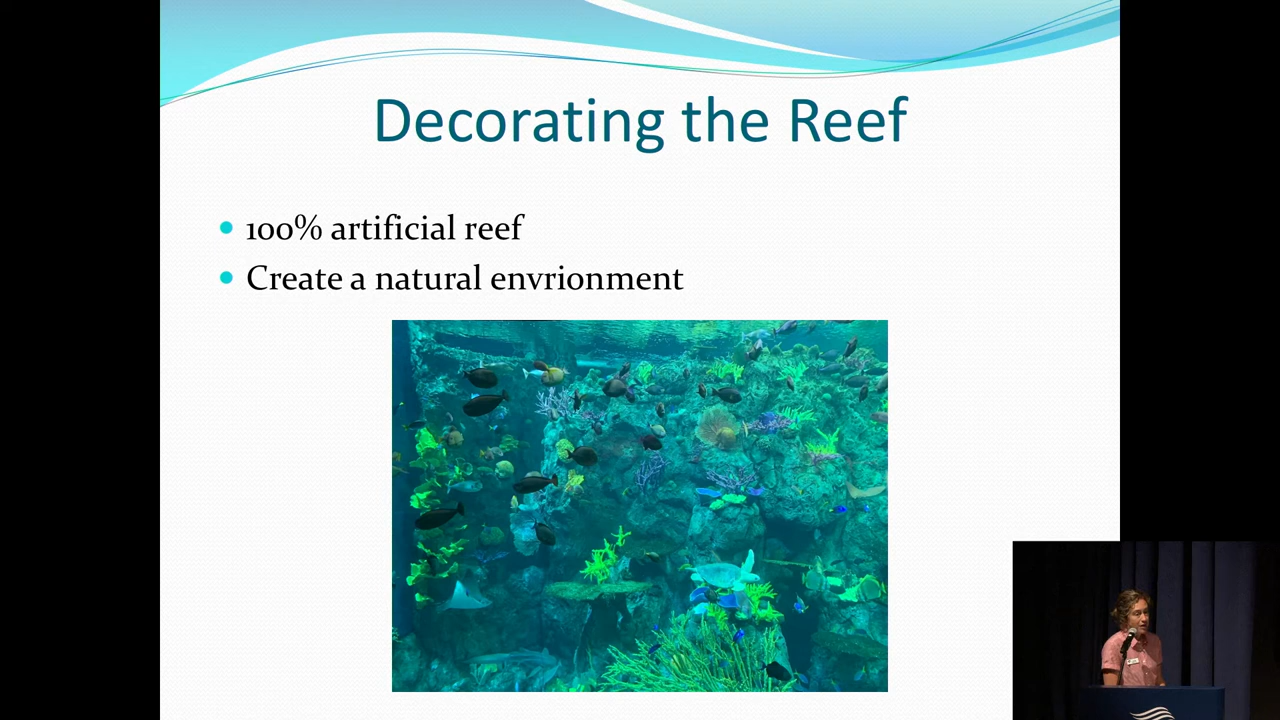 Decorating the Reef
100% artificial reef
Create a natural envrionment